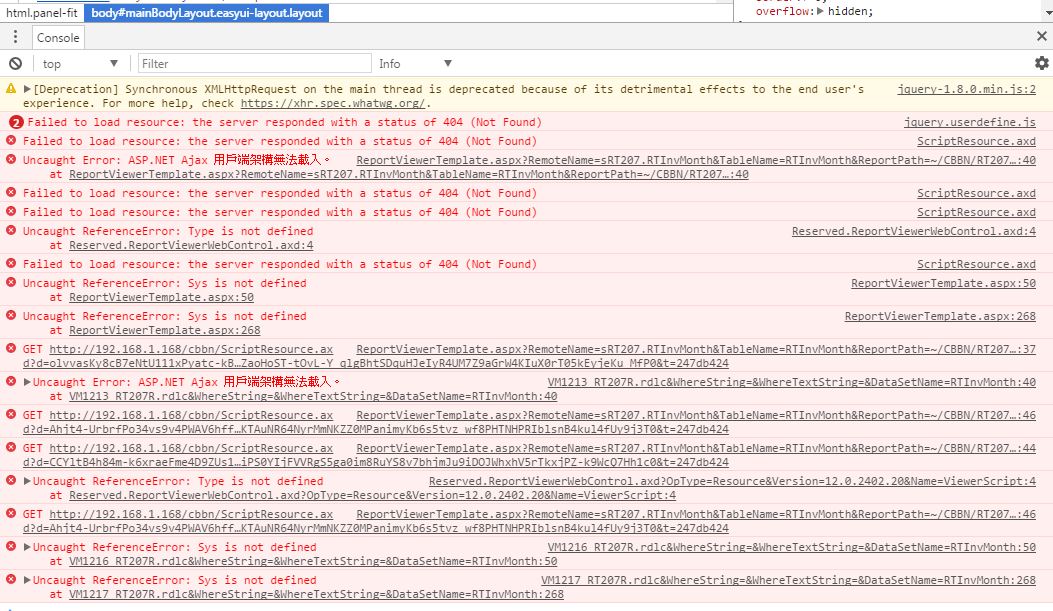 html.panel-fit body#mainBodyLayout.easyui-layout.layout
overflow: hidden;
Console
top Filter Info
[Deprecation] Synchronous XMLHttpRequest on the main thread is deprecated because of its detrimental effects to the end user's jquery-1.8.0.min.js:2
experience. For more help, check https://xhr.spec.whatwg.org/.
2 Failed to load resource: the server responded with a status of 404 (Not Found) jquery.userdefine.js
Failed to load resource: the server responded with a status of 404 (Not Found) ScriptResource.axd
Uncaught Error: ASP.NET Ajax 用戶端架構無法載入。 ReportViewerTemplate.aspx?RemoteName=sRT207.RTInvMonth&TableName=RTInvMonth&ReportPath=~/CBBN/RT207…:40
at ReportViewerTemplate.aspx?RemoteName=sRT207.RTInvMonth&TableName=RTInvMonth&ReportPath=~/CBBN/RT207…:40
Failed to load resource: the server responded with a status of 404 (Not Found) ScriptResource.axd
Failed to load resource: the server responded with a status of 404 (Not Found) ScriptResource.axd
Uncaught ReferenceError: Type is not defined Reserved.ReportViewerWebControl.axd:4
at Reserved.ReportViewerWebControl.axd:4
Failed to load resource: the server responded with a status of 404 (Not Found) ScriptResource.axd
Uncaught ReferenceError: Sys is not defined ReportViewerTemplate.aspx:50
at ReportViewerTemplate.aspx:50
Uncaught ReferenceError: Sys is not defined ReportViewerTemplate.aspx:268
at ReportViewerTemplate.aspx:268
GET http://192.168.1.168/cbbn/ScriptResource.ax ReportViewerTemplate.aspx?RemoteName=sRT207.RTInvMonth&TableName=RTInvMonth&ReportPath=~/CBBN/RT207…:37
d?d=olvvasKy8cB7eNtU111xPyatc-kB…ZaoHoST-tOvL-Y_qlgBhtSDquHJeIyR4UM7Z9aGrW4KIuX0rT05kEyjeKu_MfP0&t=247db424
Uncaught Error: ASP.NET Ajax 用戶端架構無法載入。 VM1213 RT207R.rdlc&WhereString=&WhereTextString=&DataSetName=RTInvMonth:40
at VM1213 RT207R.rdlc&WhereString=&WhereTextString=&DataSetName=RTInvMonth:40
GET http://192.168.1.168/cbbn/ScriptResource.ax ReportViewerTemplate.aspx?RemoteName=sRT207.RTInvMonth&TableName=RTInvMonth&ReportPath=~/CBBN/RT207…:46
d?d=Ahjt4-UrbrfPo34vs9v4PWAV6hff…KTAuNR64NyrMmNKZZ0MPanimyKb6s5tvz_wf8PHTNHPRIblsnB4kul4fUy9j3T0&t=247db424
GET http://192.168.1.168/cbbn/ScriptResource.ax ReportViewerTemplate.aspx?RemoteName=sRT207.RTInvMonth&TableName=RTInvMonth&ReportPath=~/CBBN/RT207…:44
d?d=CCYltB4h84m-k6xraeFme4D9ZUs1…iPS0YIjFVVRgS5ga0im8RuYS8v7bhjmJu9iDOJWhxhV5rTkxjPZ-k9WcQ7Hh1c0&t=247db424
Uncaught ReferenceError: Type is not defined Reserved.ReportViewerWebControl.axd?OpType=Resource&Version=12.0.2402.20&Name=ViewerScript:4
at Reserved.ReportViewerWebControl.axd?OpType=Resource&Version=12.0.2402.20&Name=ViewerScript:4
GET http://192.168.1.168/cbbn/ScriptResource.ax ReportViewerTemplate.aspx?RemoteName=sRT207.RTInvMonth&TableName=RTInvMonth&ReportPath=~/CBBN/RT207…:46
d?d=Ahjt4-UrbrfPo34vs9v4PWAV6hff…KTAuNR64NyrMmNKZZ0MPanimyKb6s5tvz_wf8PHTNHPRIblsnB4kul4fUy9j3T0&t=247db424
Uncaught ReferenceError: Sys is not defined VM1216 RT207R.rdlc&WhereString=&WhereTextString=&DataSetName=RTInvMonth:50
at VM1216 RT207R.rdlc&WhereString=&WhereTextString=&DataSetName=RTInvMonth:50
Uncaught ReferenceError: Sys is not defined VM1217 RT207R.rdlc&WhereString=&WhereTextString=&DataSetName=RTInvMonth:268
at VM1217 RT207R.rdlc&WhereString=&WhereTextString=&DataSetName=RTInvMonth:268